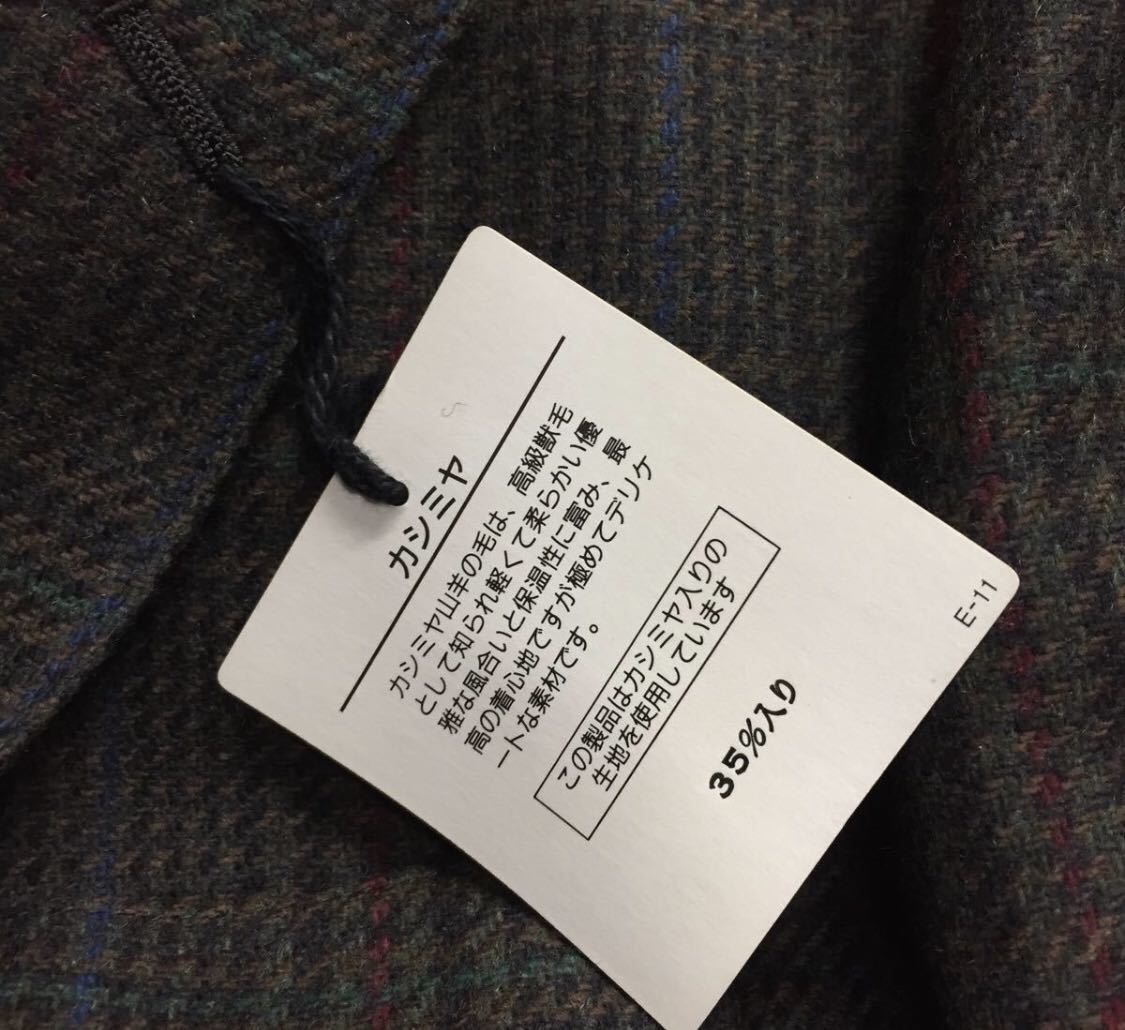 カシミヤ
カシミヤ山羊の毛は、高級獣毛
として知られ軽くて柔らかい優
雅な風合いと保温性に富み、最
高の着心地ですが極めてデリケ
ートな素材です。
この製品はカシミヤ入りの
生地を使用しています
35%入り
E-11